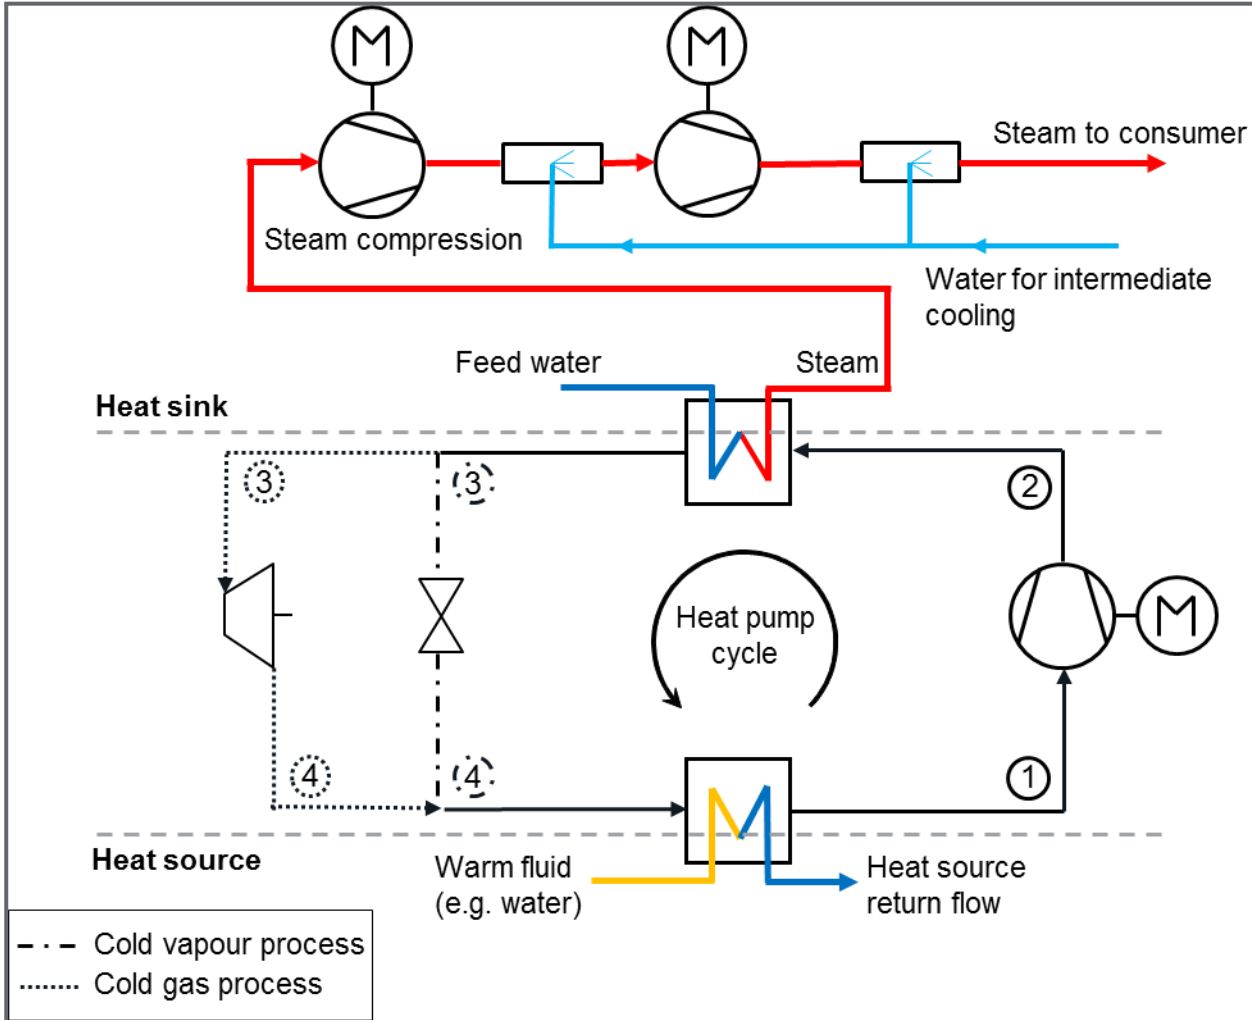 M
M
Steam to consumer
Steam compression
Water for intermediate
cooling
Feed water
Steam
Heat sink
3
3
2
Heat pump
cycle
M
4
4
1
Heat source
Warm fluid
(e.g. water)
Heat source
return flow
Cold vapour process
Cold gas process